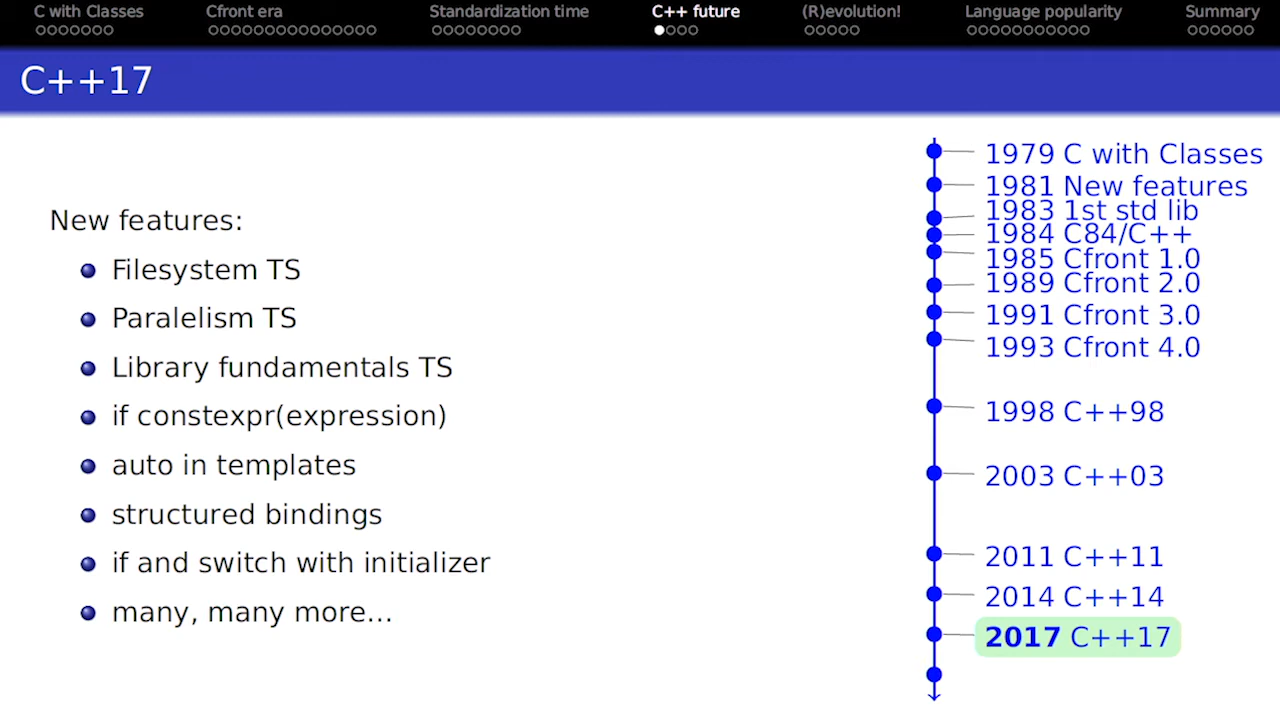 C with Classes
Cfront era
Standardization time
C++ future
(R)evolution!
Language popularity
Summary
C++17
New features:
Filesystem TS
Paralelism TS
Library fundamentals TS
if constexpr(expression)
auto in templates
structured bindings
if and switch with initializer
many, many more...
1979 C with Classes
1981 New features
1983 1st std lib
1984 C84/C++
1985 Cfront 1.0
1989 Cfront 2.0
1991 Cfront 3.0
1993 Cfront 4.0
1998 C++98
2003 C++03
2011 C++11
2014 C++14
2017 C++17